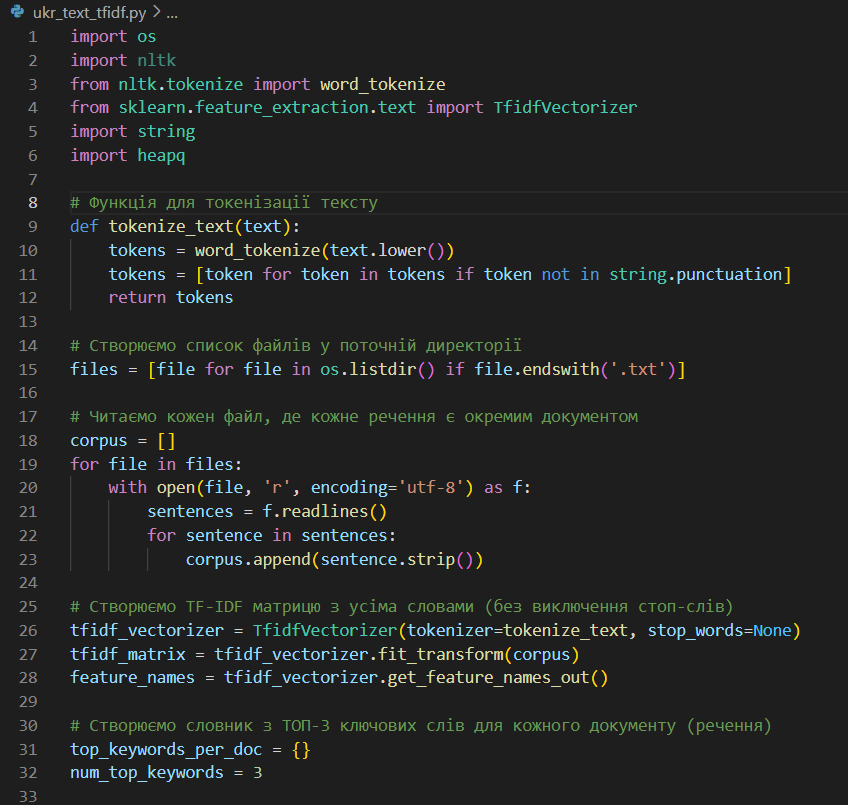 ukr_text_tfidf.py > ...
1 import os
2 import nltk
3 from nltk.tokenize import word_tokenize
4 from sklearn.feature_extraction.text import TfidfVectorizer
5 import string
6 import heapq
7
8 # Функція для токенізації тексту
9 def tokenize_text(text):
10     tokens = word_tokenize(text.lower())
11     tokens = [token for token in tokens if token not in string.punctuation]
12     return tokens
13
14 # Створюємо список файлів у поточній директорії
15 files = [file for file in os.listdir() if file.endswith('.txt')]
16
17 # Читаємо кожен файл, де кожне речення є окремим документом
18 corpus = []
19 for file in files:
20     with open(file, 'r', encoding='utf-8') as f:
21         sentences = f.readlines()
22         for sentence in sentences:
23             corpus.append(sentence.strip())
24
25 # Створюємо TF-IDF матрицю з усіма словами (без виключення стоп-слів)
26 tfidf_vectorizer = TfidfVectorizer(tokenizer=tokenize_text, stop_words=None)
27 tfidf_matrix = tfidf_vectorizer.fit_transform(corpus)
28 feature_names = tfidf_vectorizer.get_feature_names_out()
29
30 # Створюємо словник з ТОП-3 ключових слів для кожного документу (речення)
31 top_keywords_per_doc = {}
32 num_top_keywords = 3
33